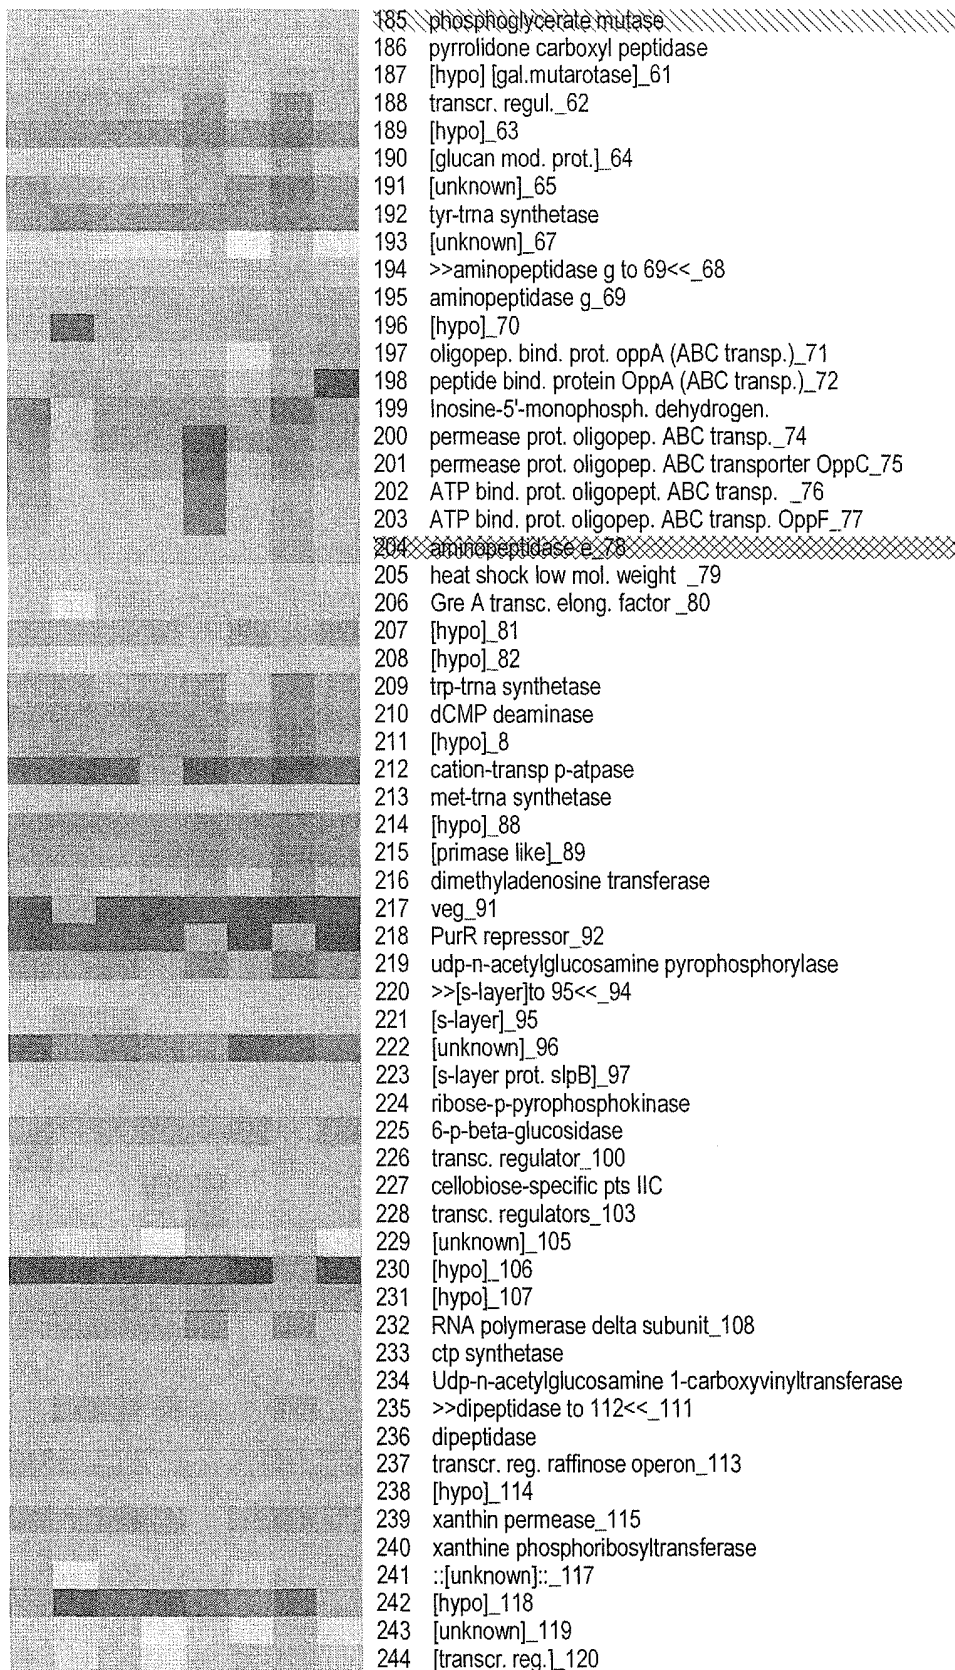 185 phosphoglycerate mutase
186 pyrrolidone carboxyl peptidase
187 [hypo] [gal.mutarotase]_61
188 transcr. regul._62
189 [hypo]_63
190 [glucan mod. prot.]_64
191 [unknown]_65
192 tyr-trna synthetase
193 [unknown]_67
194 >>aminopeptidase g to 69<<_68
195 aminopeptidase g_69
196 [hypo]_70
197 oligopep. bind. prot. oppA (ABC transp.)_71
198 peptide bind. protein OppA (ABC transp.)_72
199 Inosine-5'-monophosph. dehydrogen.
200 permease prot. oligopep. ABC transp._74
201 permease prot. oligopep. ABC transporter OppC_75
202 ATP bind. prot. oligopept. ABC transp. _76
203 ATP bind. prot. oligopep. ABC transp. OppF_77
204 aminopeptidase e_78
205 heat shock low mol. weight _79
206 Gre A transc. elong. factor _80
207 [hypo]_81
208 [hypo]_82
209 trp-trna synthetase
210 dCMP deaminase
211 [hypo]_8
212 cation-transp p-atpase
213 met-trna synthetase
214 [hypo]_88
215 [primase like]_89
216 dimethyladenosine transferase
217 veg_91
218 PurR repressor_92
219 udp-n-acetylglucosamine pyrophosphorylase
220 >>[s-layer]to 95<<_94
221 [s-layer]_95
222 [unknown]_96
223 [s-layer prot. slpB]_97
224 ribose-p-pyrophosphokinase
225 6-p-beta-glucosidase
226 transc. regulator_100
227 cellobiose-specific pts IIC
228 transc. regulators_103
229 [unknown]_105
230 [hypo]_106
231 [hypo]_107
232 RNA polymerase delta subunit_108
233 ctp synthetase
234 Udp-n-acetylglucosamine 1-carboxyvinyltransferase
235 >>dipeptidase to 112<<_111
236 dipeptidase
237 transcr. reg. raffinose operon_113
238 [hypo]_114
239 xanthin permease_115
240 xanthine phosphoribosyltransferase
241 ::[unknown]::_117
242 [hypo]_118
243 [unknown]_119
244 [transcr. reg.]_120